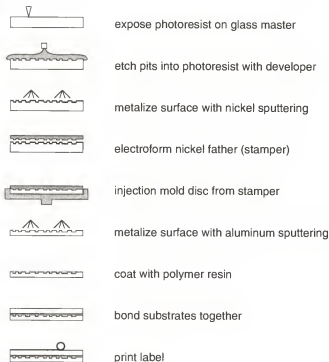 expose photoresist on glass master
etch pits into photoresist with developer
metalize surface with nickel sputtering
electroform nickel father (stamper)
injection mold disc from stamper
metalize surface with aluminum sputtering
coat with polymer resin
bond substrates together
print label